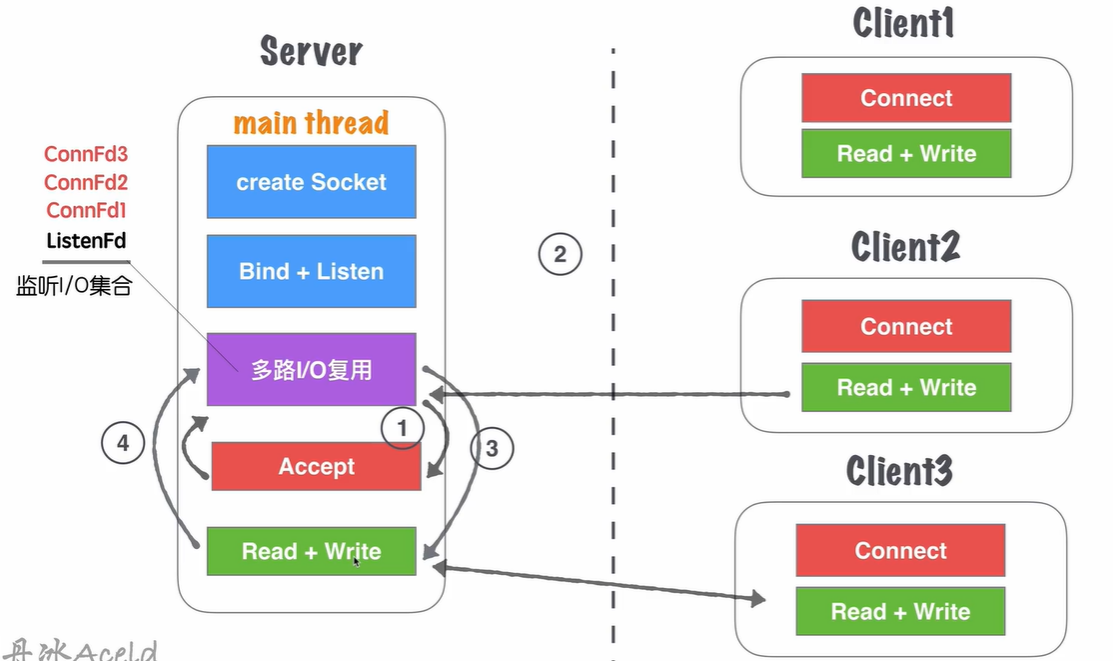 Server
main thread
create Socket
Bind + Listen
多路I/O复用
Accept
Read + Write
ConnFd3
ConnFd2
ConnFd1
ListenFd
监听I/O集合
1
2
3
4
Client1
Connect
Read + Write
Client2
Connect
Read + Write
Client3
Connect
Read + Write
丹冰Aceld